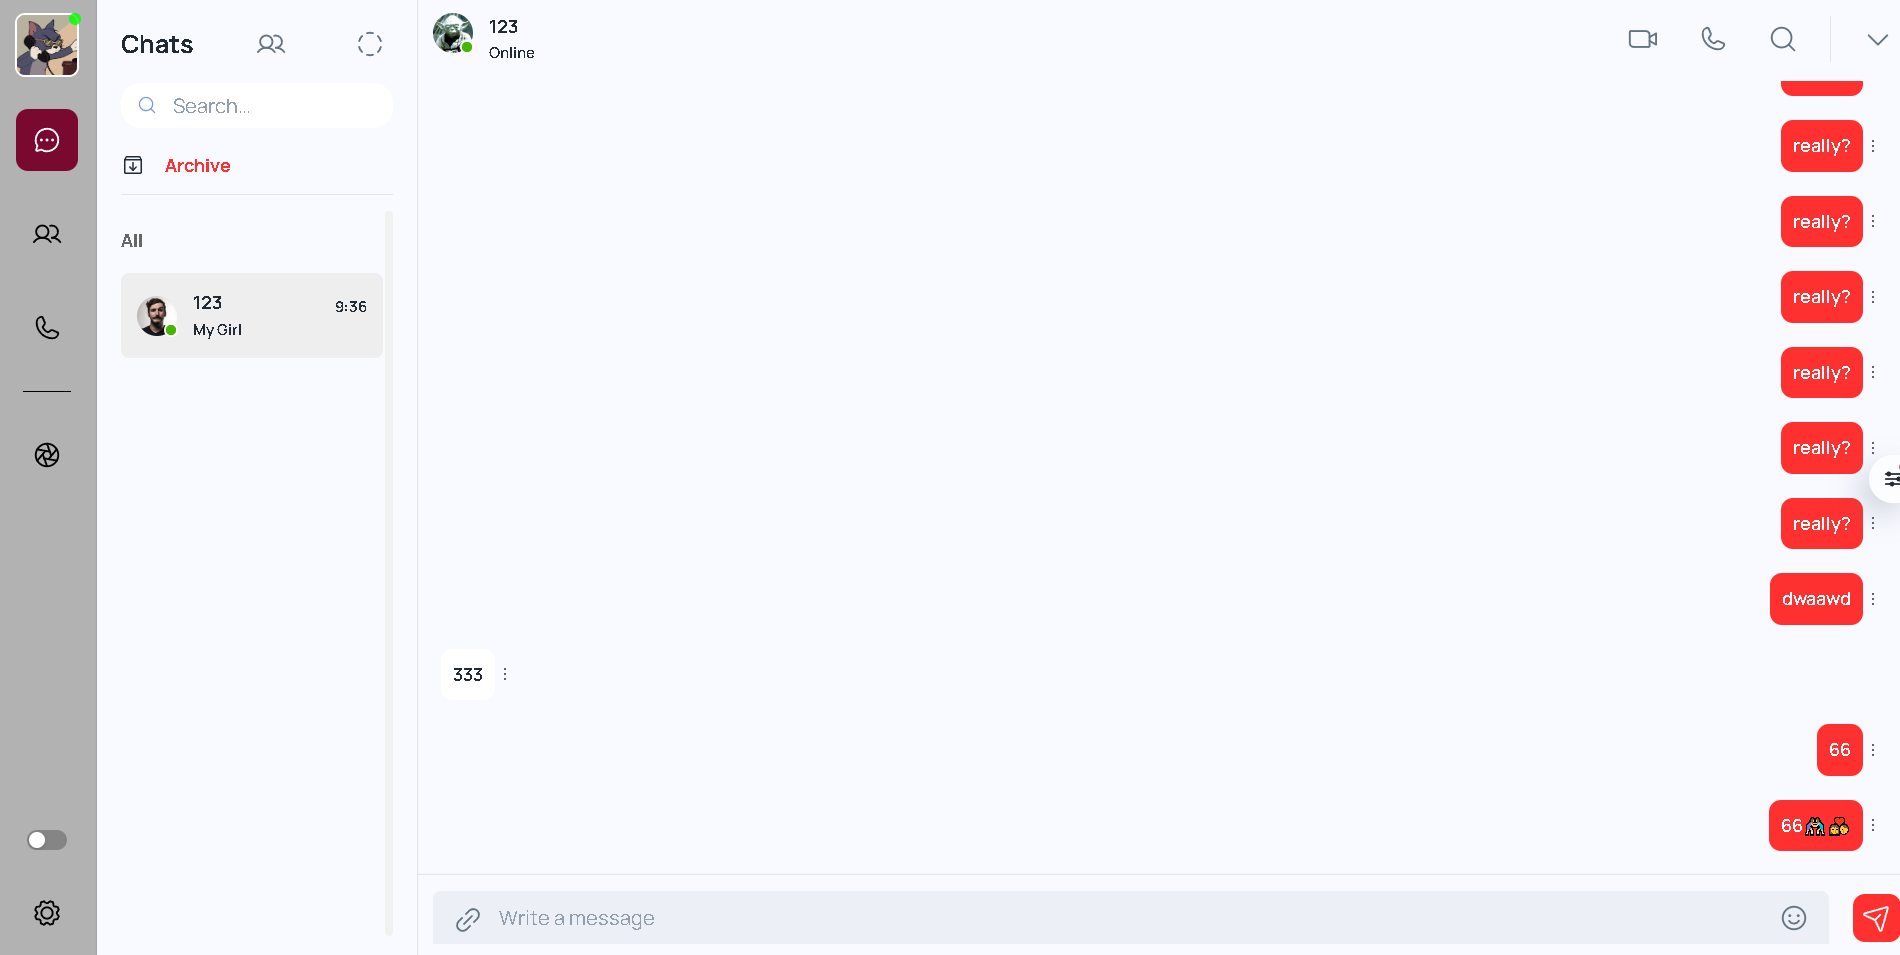 Chats
Search...
Archive
All
123
9:36
My Girl
123
Online
really?
really?
really?
really?
really?
really?
dwaawd
333
66
66👬💑
Write a message